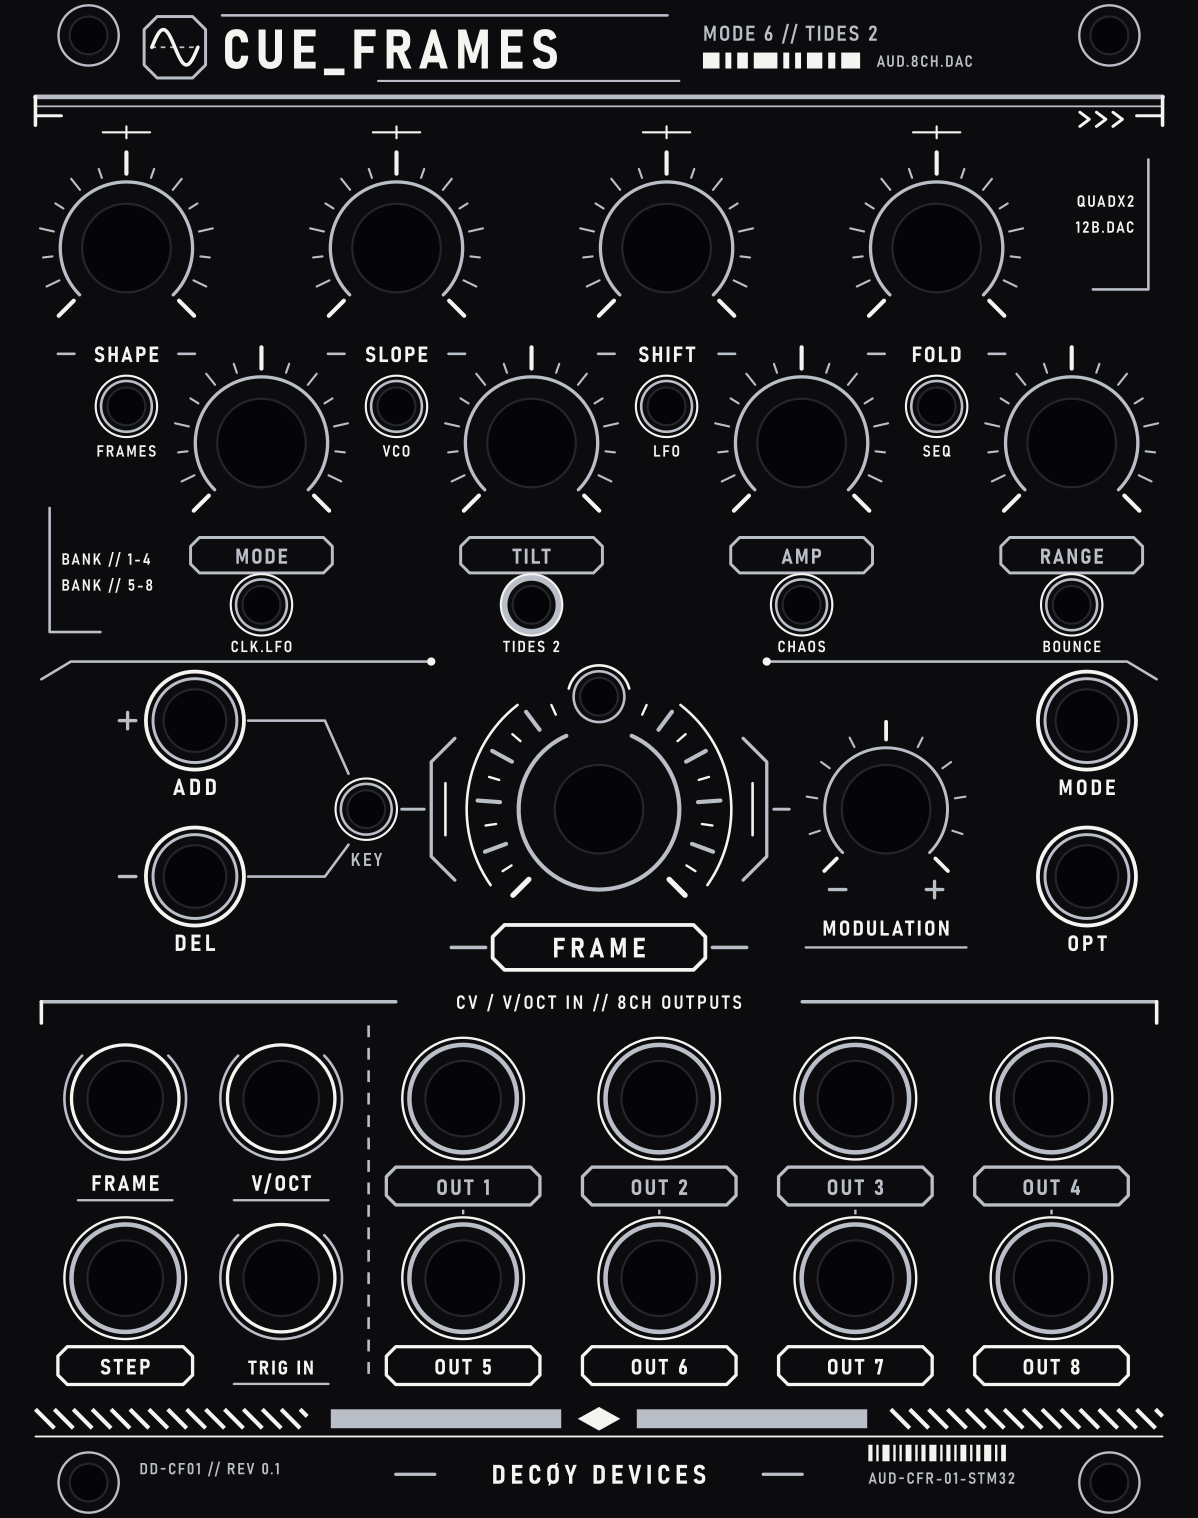 CUE_FRAMES
MODE 6 // TIDES 2
AUD.8CH.DAC
QUADX2
12B.DAC
SHAPE
SLOPE
SHIFT
FOLD
FRAMES
VCO
LFO
SEQ
BANK // 1-4
BANK // 5-8
MODE
TILT
AMP
RANGE
CLK.LFO
TIDES 2
CHAOS
BOUNCE
+
ADD
MODE
KEY
−
− +
MODULATION
DEL
FRAME
OPT
CV / V/OCT IN // 8CH OUTPUTS
FRAME
V/OCT
OUT 1
OUT 2
OUT 3
OUT 4
STEP
TRIG IN
OUT 5
OUT 6
OUT 7
OUT 8
DD-CF01 // REV 0.1
DECØY DEVICES
AUD-CFR-01-STM32